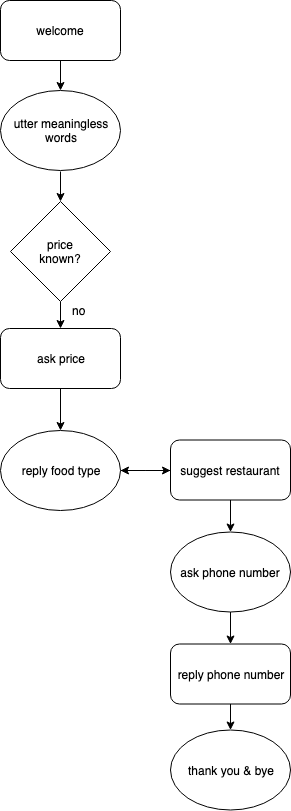 welcome
utter meaningless
words
price
known?
no
ask price
reply food type
suggest restaurant
ask phone number
reply phone number
thank you & bye